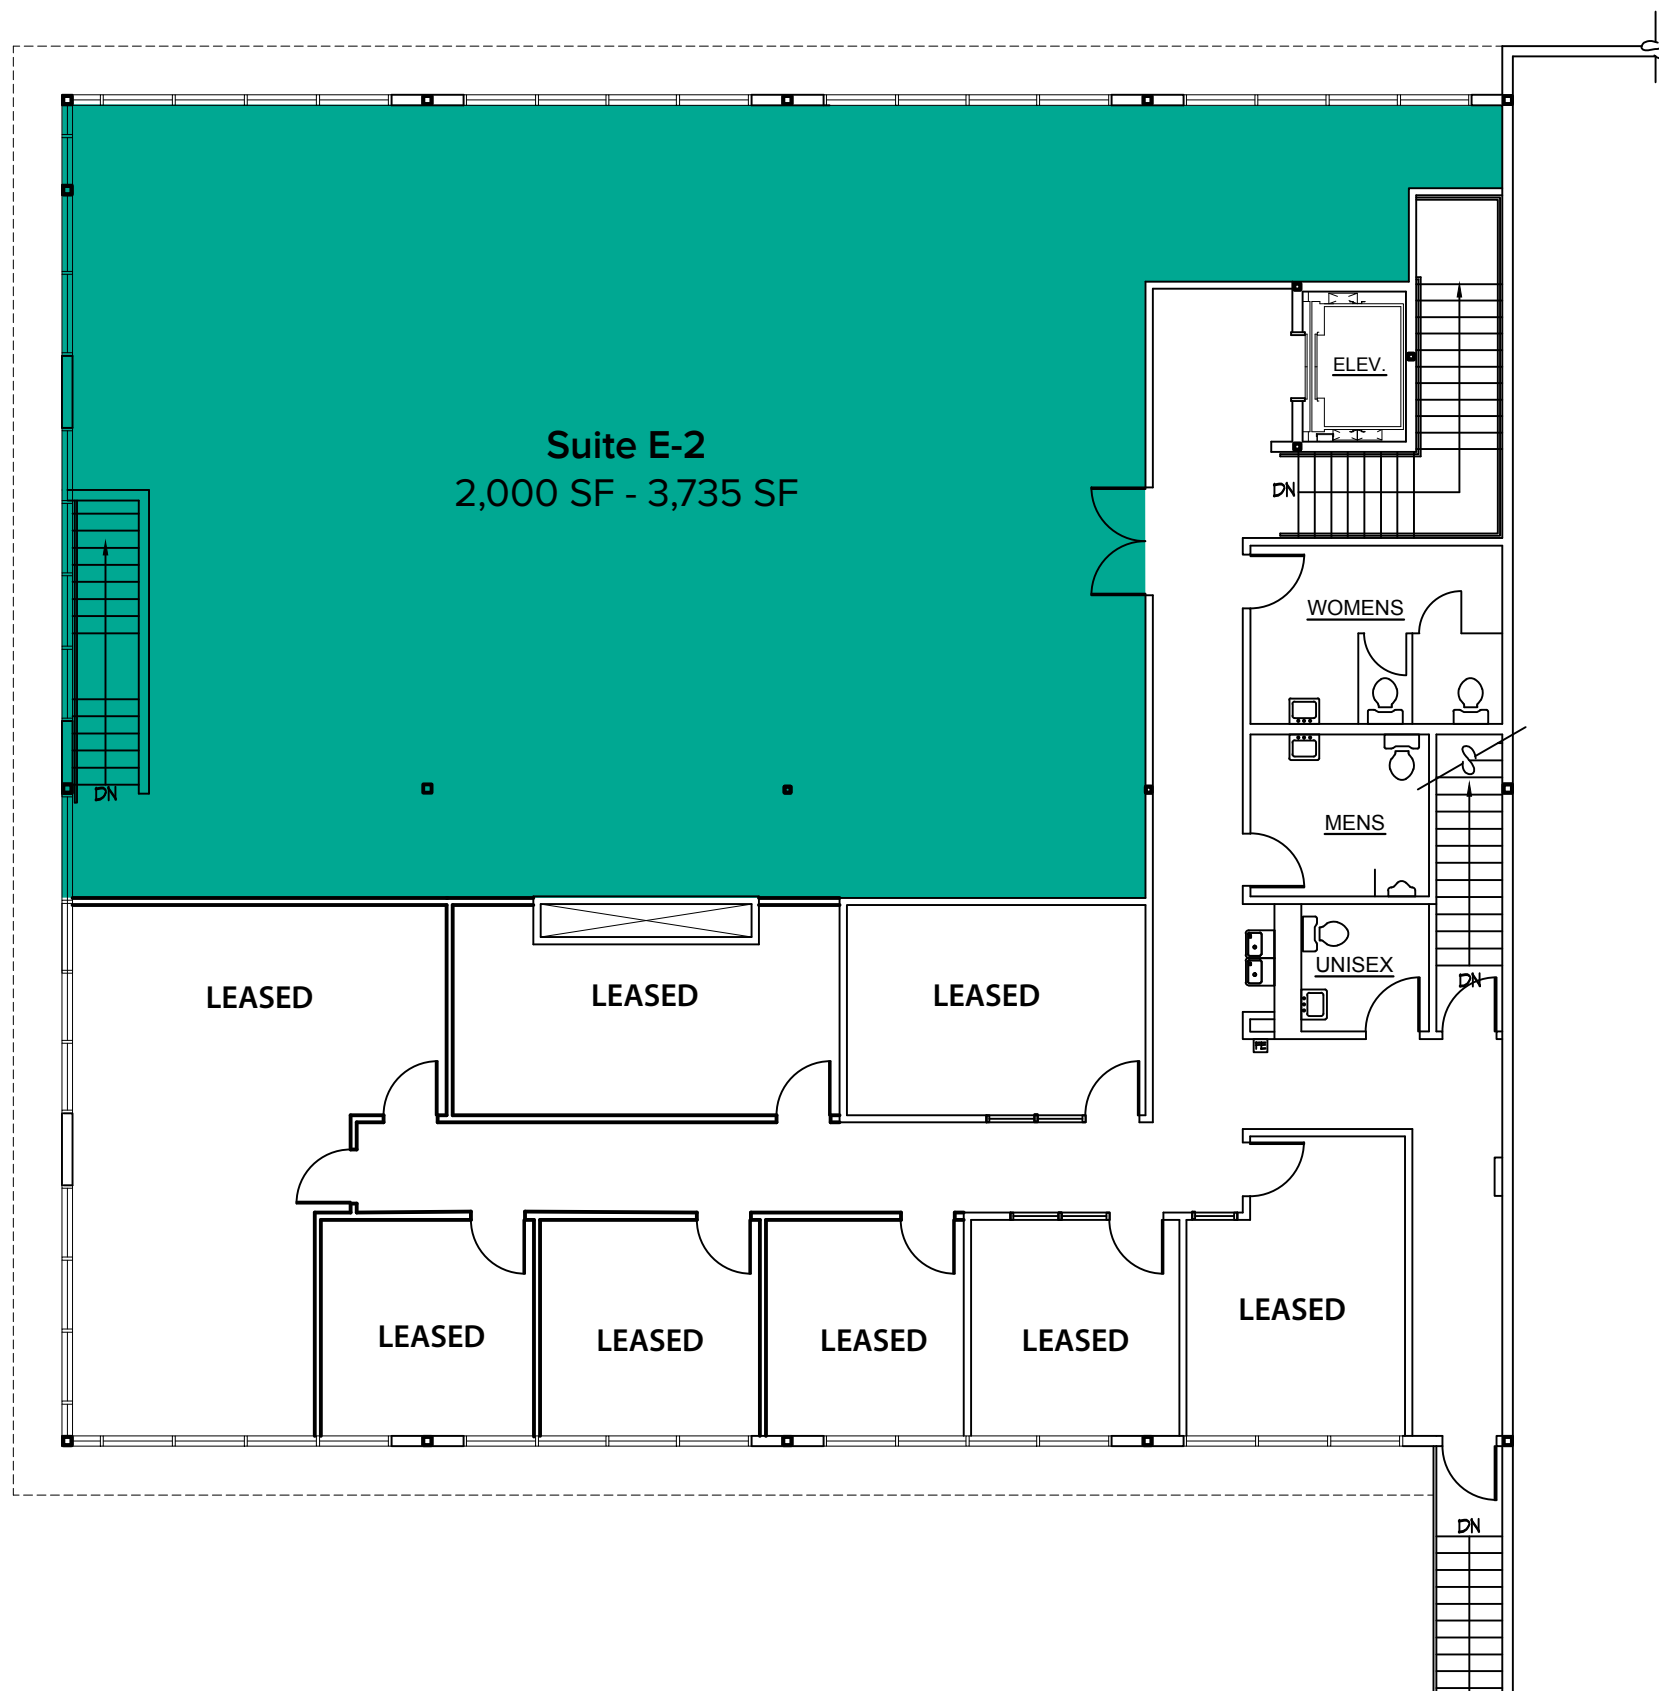 ELEV.
Suite E-2
2,000 SF - 3,735 SF
DN
WOMENS
DN
MENS
UNISEX
DN
LEASED
LEASED
LEASED
FE
LEASED
LEASED
LEASED
LEASED
LEASED
DN